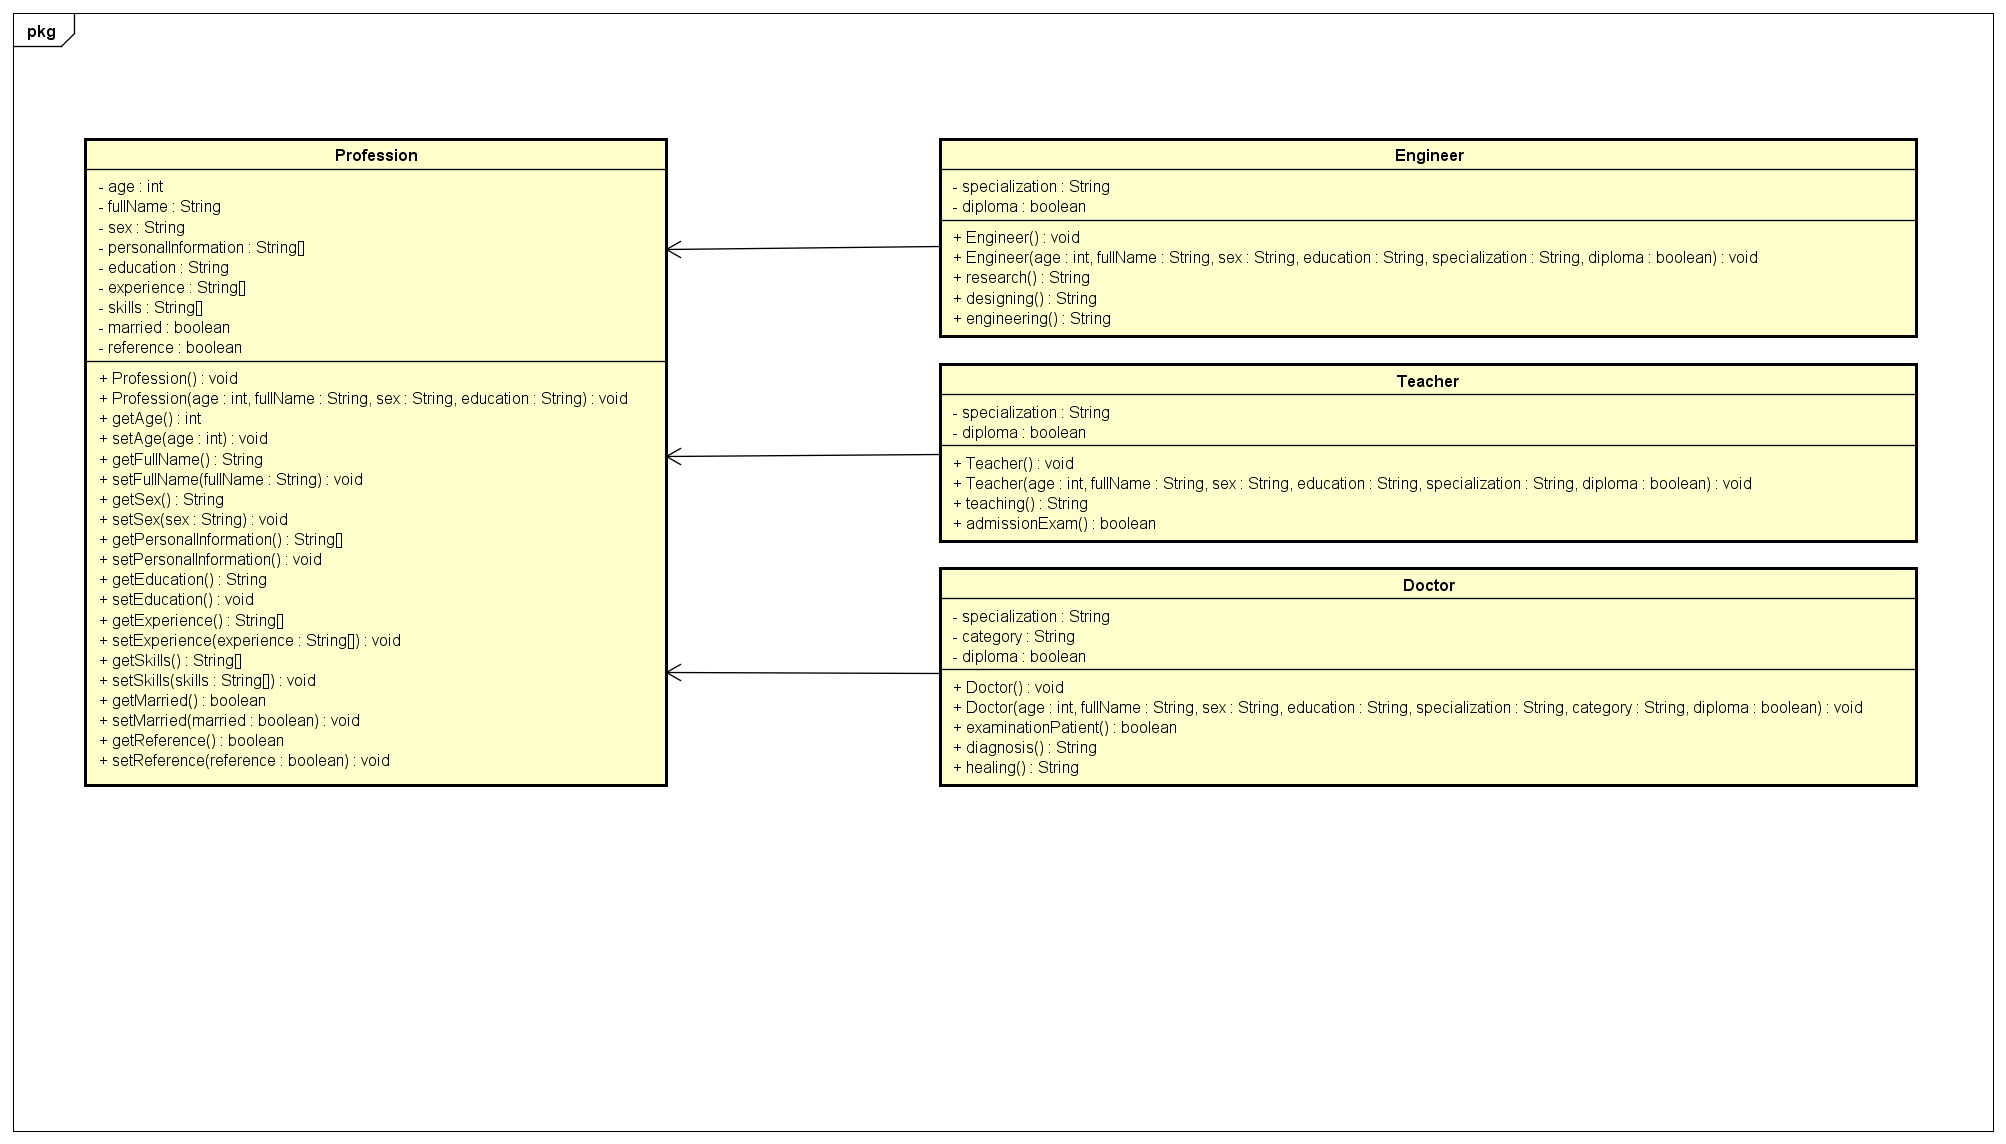 pkg
Profession
- age : int
- fullName : String
- sex : String
- personalInformation : String[]
- education : String
- experience : String[]
- skills : String[]
- married : boolean
- reference : boolean
+ Profession() : void
+ Profession(age : int, fullName : String, sex : String, education : String) : void
+ getAge() : int
+ setAge(age : int) : void
+ getFullName() : String
+ setFullName(fullName : String) : void
+ getSex() : String
+ setSex(sex : String) : void
+ getPersonalInformation() : String[]
+ setPersonalInformation() : void
+ getEducation() : String
+ setEducation() : void
+ getExperience() : String[]
+ setExperience(experience : String[]) : void
+ getSkills() : String[]
+ setSkills(skills : String[]) : void
+ getMarried() : boolean
+ setMarried(married : boolean) : void
+ getReference() : boolean
+ setReference(reference : boolean) : void
Engineer
- specialization : String
- diploma : boolean
+ Engineer() : void
+ Engineer(age : int, fullName : String, sex : String, education : String, specialization : String, diploma : boolean) : void
+ research() : String
+ designing() : String
+ engineering() : String
Teacher
- specialization : String
- diploma : boolean
+ Teacher() : void
+ Teacher(age : int, fullName : String, sex : String, education : String, specialization : String, diploma : boolean) : void
+ teaching() : String
+ admissionExam() : boolean
Doctor
- specialization : String
- category : String
- diploma : boolean
+ Doctor() : void
+ Doctor(age : int, fullName : String, sex : String, education : String, specialization : String, category : String, diploma : boolean) : void
+ examinationPatient() : boolean
+ diagnosis() : String
+ healing() : String